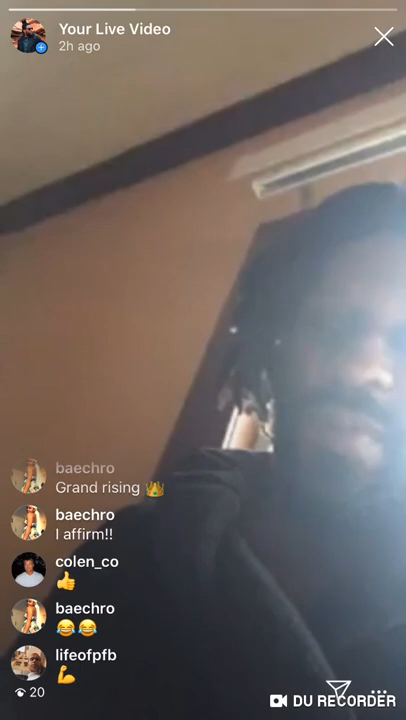 Your Live Video
2h ago
baechro
Grand rising 👑
baechro
I affirm!!
colen_co
👍
baechro
😂😂
lifeofpfb
💪
20
DU RECORDER